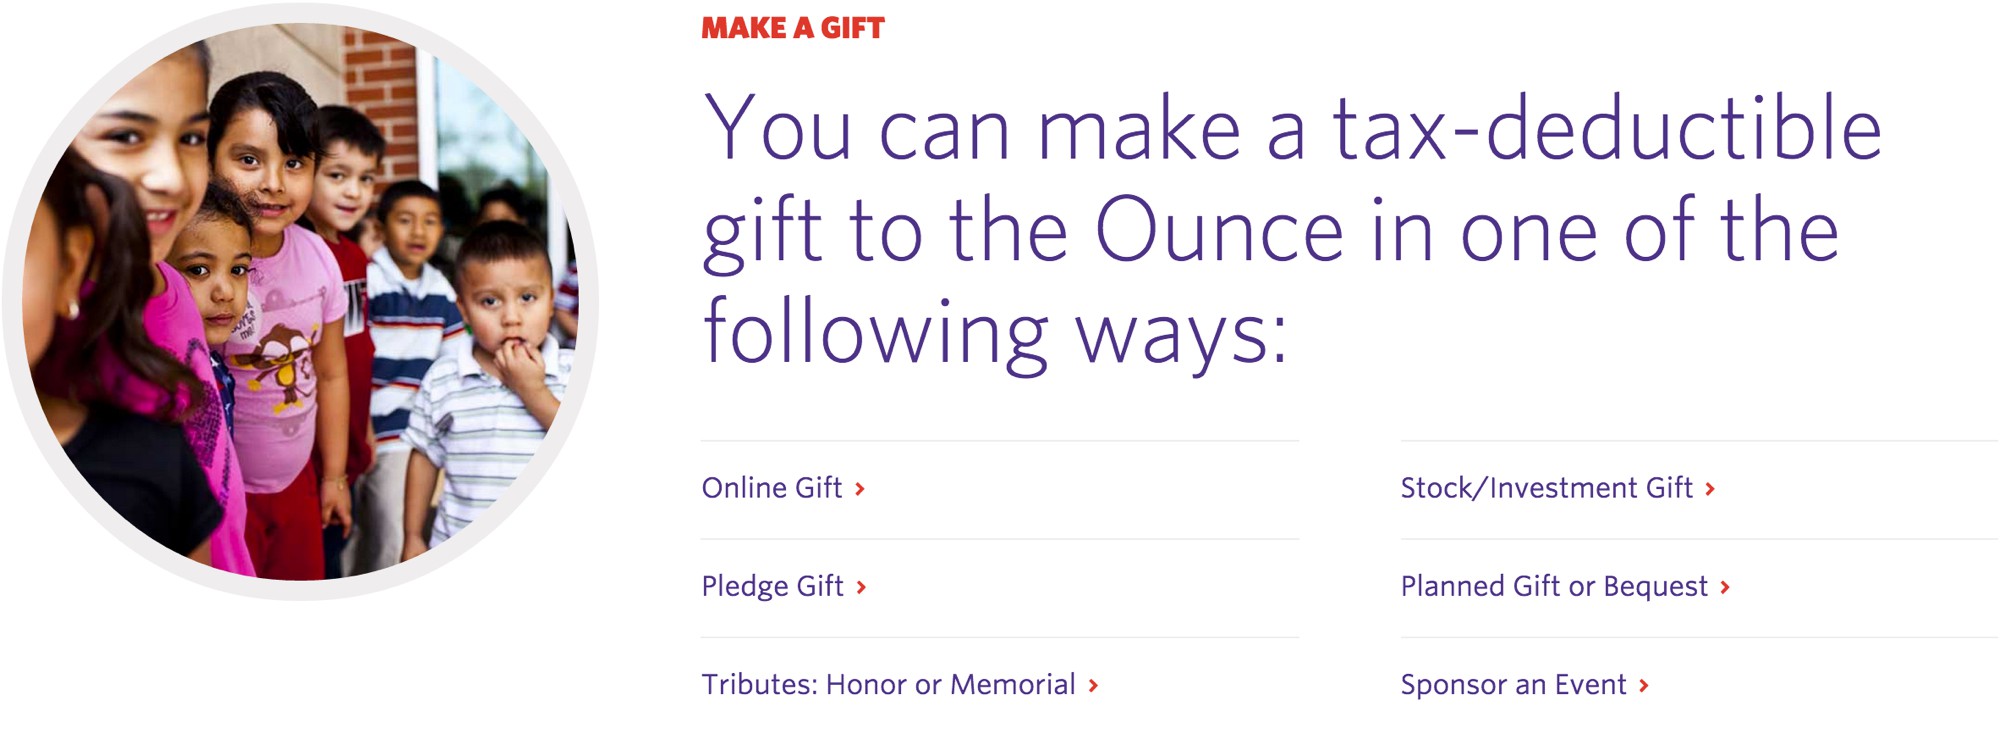 MAKE A GIFT
You can make a tax-deductible
gift to the Ounce in one of the
following ways:
Online Gift
Stock/Investment Gift
Pledge Gift
Planned Gift or Bequest
Tributes: Honor or Memorial
Sponsor an Event